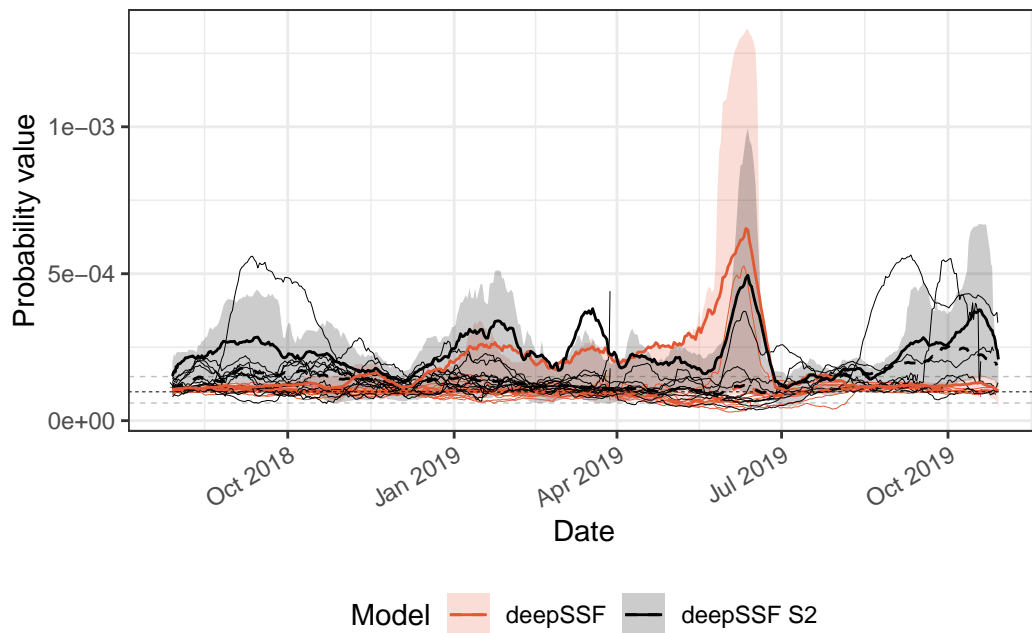 Probability value
1e−03
5e−04
0e+00
Oct 2018
Jan 2019
Apr 2019
Jul 2019
Oct 2019
Date
Model deepSSF deepSSF S2